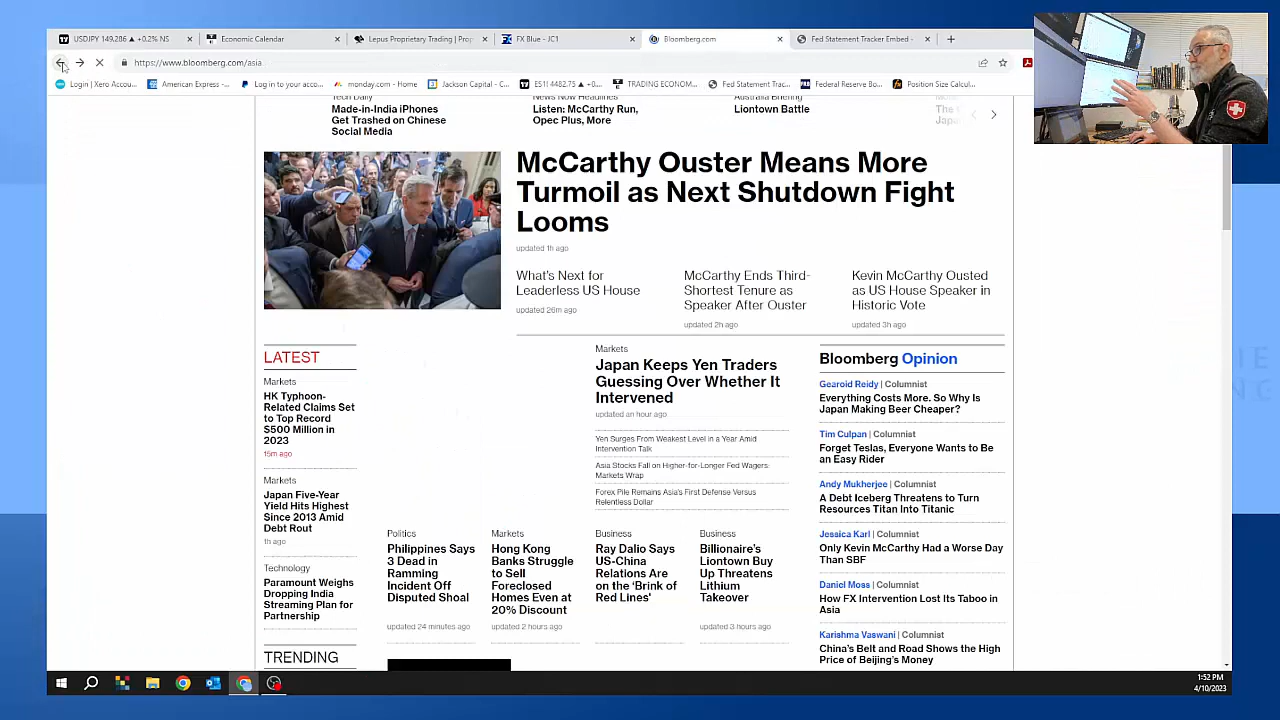 USDJPY 149.286 ▲ +0.2% NS
Economic Calendar
Lepus Proprietary Trading | Pro
FX Blue - JC1
Bloomberg.com
Fed Statement Tracker Embed -
https://www.bloomberg.com/asia
Login | Xero Accou...
American Express -...
Log in to your acco...
monday.com - Home
Jackson Capital – C...
ES1! 4482.75 ▲ +0...
TRADING ECONOM...
Fed Statement Trac...
Federal Reserve Bo...
Position Size Calcul...
Tech Daily
Made-In-India iPhones
Get Trashed on Chinese
Social Media
News Now Headlines
Listen: McCarthy Run,
Opec Plus, More
Australia Briefing
Liontown Battle
McCarthy Ouster Means More
Turmoil as Next Shutdown Fight
Looms
updated 1h ago
What's Next for
Leaderless US House
updated 26m ago
McCarthy Ends Third-
Shortest Tenure as
Speaker After Ouster
updated 2h ago
Kevin McCarthy Ousted
as US House Speaker in
Historic Vote
updated 3h ago
LATEST
Markets
HK Typhoon-
Related Claims Set
to Top Record
$500 Million in
2023
15m ago
Markets
Japan Five-Year
Yield Hits Highest
Since 2013 Amid
Debt Rout
1h ago
Technology
Paramount Weighs
Dropping India
Streaming Plan for
Partnership
TRENDING
Markets
Japan Keeps Yen Traders
Guessing Over Whether It
Intervened
updated an hour ago
Yen Surges From Weakest Level in a Year Amid
Intervention Talk
Asia Stocks Fall on Higher-for-Longer Fed Wagers:
Markets Wrap
Forex Pile Remains Asia's First Defense Versus
Relentless Dollar
Politics
Philippines Says
3 Dead in
Ramming
Incident Off
Disputed Shoal
updated 24 minutes ago
Markets
Hong Kong
Banks Struggle
to Sell
Foreclosed
Homes Even at
20% Discount
updated 2 hours ago
Business
Ray Dalio Says
US-China
Relations Are
on the 'Brink of
Red Lines'
Business
Billionaire's
Liontown Buy
Up Threatens
Lithium
Takeover
updated 3 hours ago
Bloomberg Opinion
Gearoid Reidy | Columnist
Everything Costs More. So Why Is
Japan Making Beer Cheaper?
Tim Culpan | Columnist
Forget Teslas, Everyone Wants to Be
an Easy Rider
Andy Mukherjee | Columnist
A Debt Iceberg Threatens to Turn
Resources Titan Into Titanic
Jessica Karl | Columnist
Only Kevin McCarthy Had a Worse Day
Than SBF
Daniel Moss | Columnist
How FX Intervention Lost Its Taboo in
Asia
Karishma Vaswani | Columnist
China's Belt and Road Shows the High
Price of Beijing's Money
1:52 PM
4/10/2023